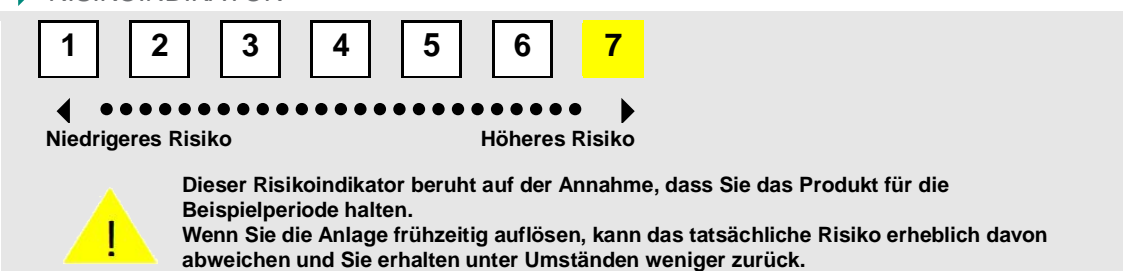 RISIKOINDIKATOR
1 2 3 4 5 6 7
Niedrigeres Risiko Höheres Risiko
Dieser Risikoindikator beruht auf der Annahme, dass Sie das Produkt für die
Beispielperiode halten.
! Wenn Sie die Anlage frühzeitig auflösen, kann das tatsächliche Risiko erheblich davon
abweichen und Sie erhalten unter Umständen weniger zurück.